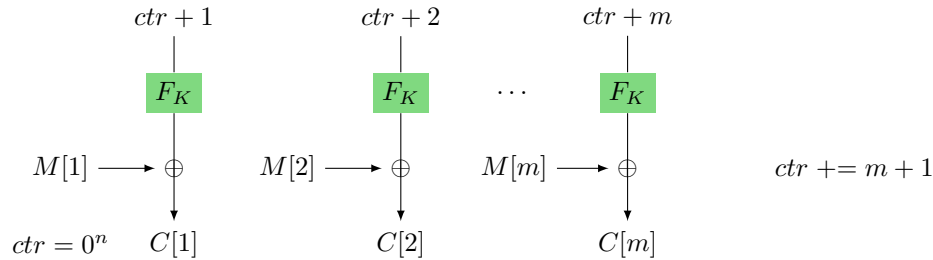 ctr + 1 ctr + 2 ctr + m
F_K F_K ··· F_K
M[1] ⊕ M[2] ⊕ M[m] ⊕ ctr += m + 1
ctr = 0^n C[1] C[2] C[m]